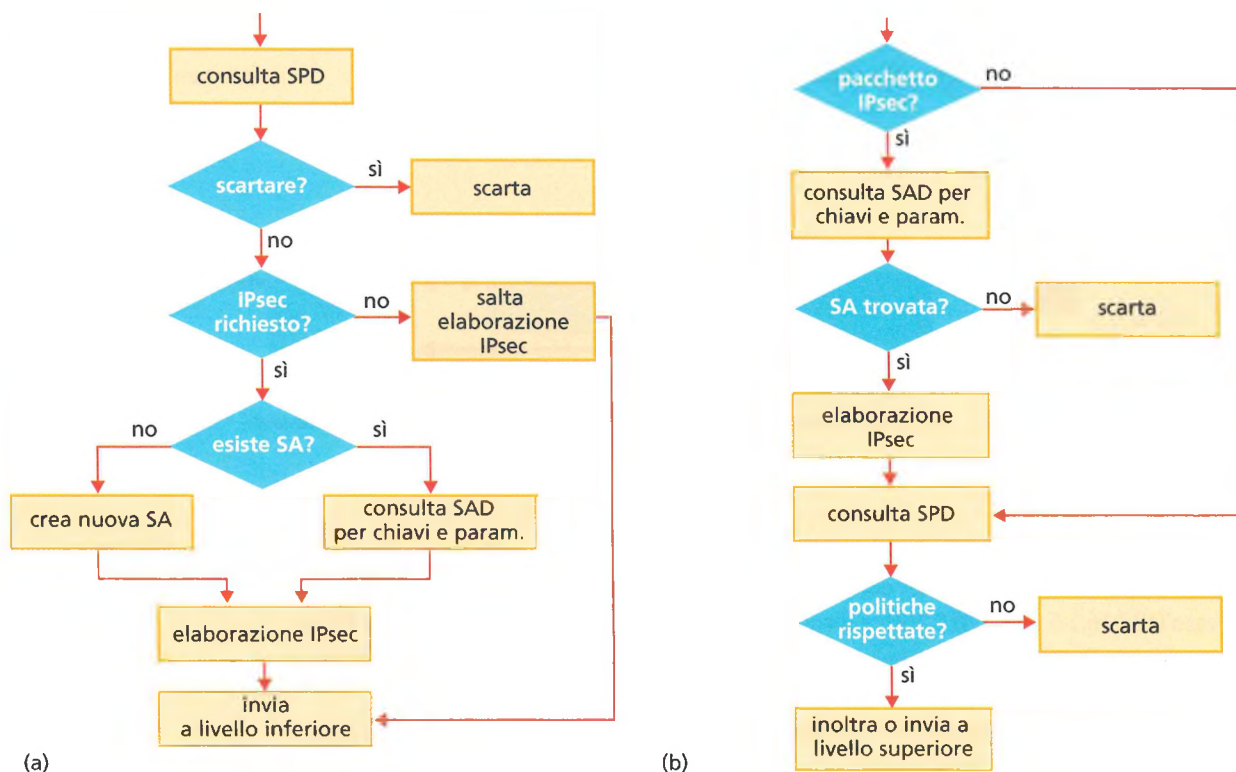 consulta SPD
scartare?
sì
scarta
no
IPsec
richiesto?
no
salta
elaborazione
IPsec
sì
esiste SA?
no
sì
crea nuova SA
consulta SAD
per chiavi e param.
elaborazione IPsec
invia
a livello inferiore
(a)
pacchetto
IPsec?
no
sì
consulta SAD per
chiavi e param.
SA trovata?
no
scarta
sì
elaborazione
IPsec
consulta SPD
politiche
rispettate?
no
scarta
sì
inoltra o invia a
livello superiore
(b)